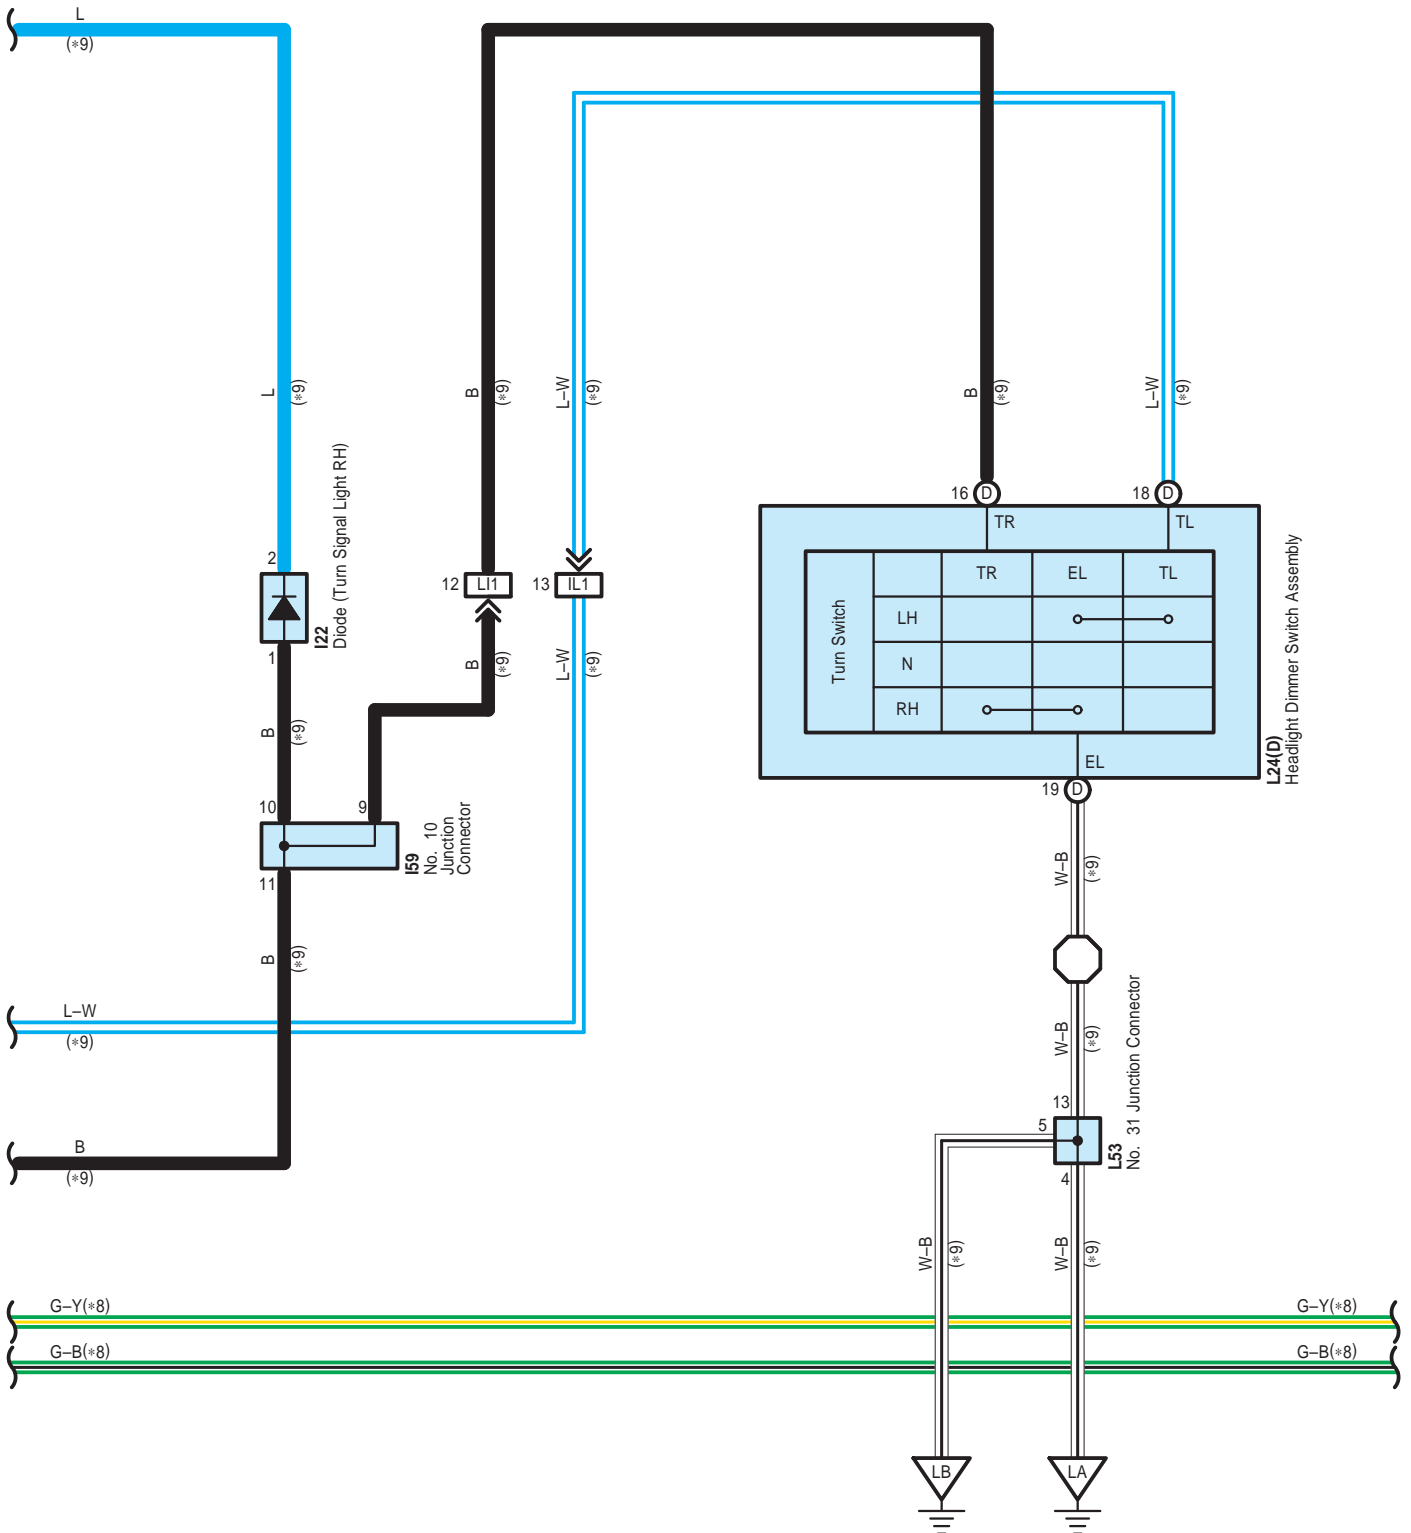 L
(*9)
L
(*9)
B
(*9)
L–W
(*9)
B
(*9)
L–W
(*9)
2
I22
Diode (Turn Signal Light RH)
1
12
LI1
13
IL1
B
(*9)
L–W
(*9)
B
(*9)
10
9
I59
No. 10
Junction
Connector
11
B
(*9)
L–W
(*9)
B
(*9)
16
D
18
D
TR
TL
Turn Switch
TR
EL
TL
LH
N
RH
EL
L24(D)
Headlight Dimmer Switch Assembly
19
D
W–B
(*9)
W–B
(*9)
13
5
4
L53
No. 31 Junction Connector
W–B
(*9)
W–B
(*9)
G–Y(*8)
G–Y(*8)
G–B(*8)
G–B(*8)
LB
LA